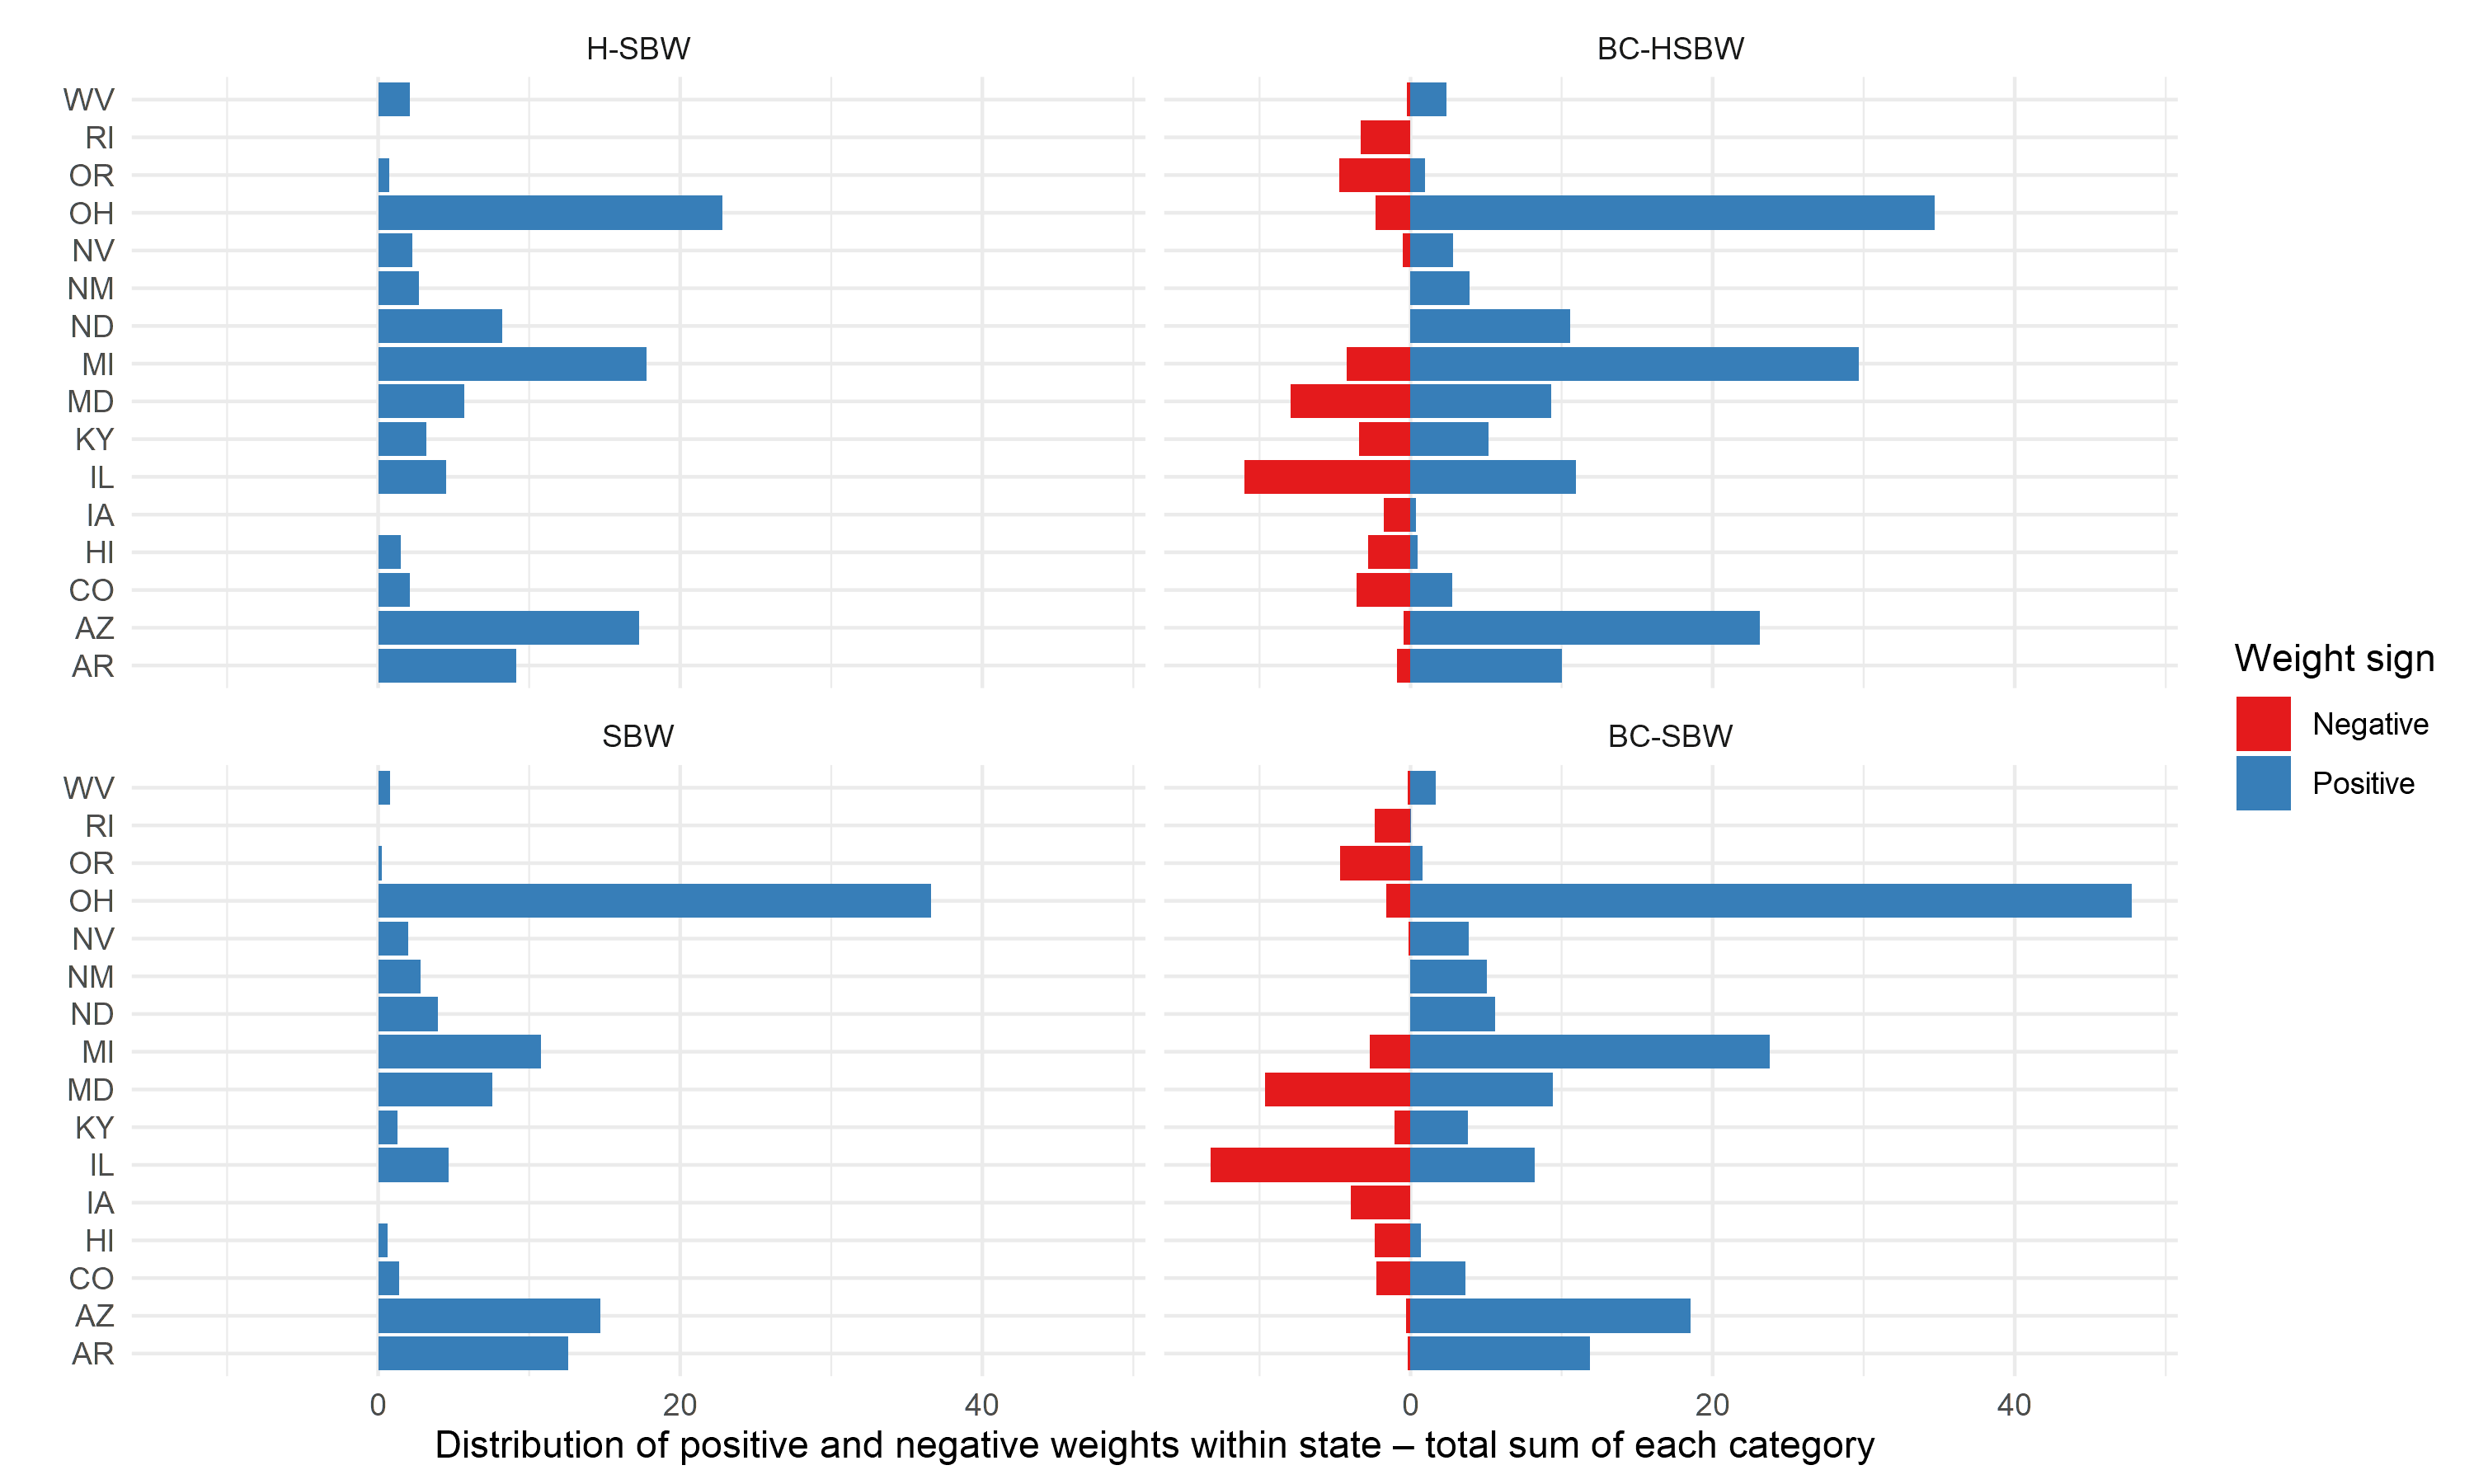 H-SBW
BC-HSBW
WV
RI
OR
OH
NV
NM
ND
MI
MD
KY
IL
IA
HI
CO
AZ
AR
SBW
BC-SBW
WV
RI
OR
OH
NV
NM
ND
MI
MD
KY
IL
IA
HI
CO
AZ
AR
0 20 40
0 20 40
Distribution of positive and negative weights within state – total sum of each category
Weight sign
Negative
Positive